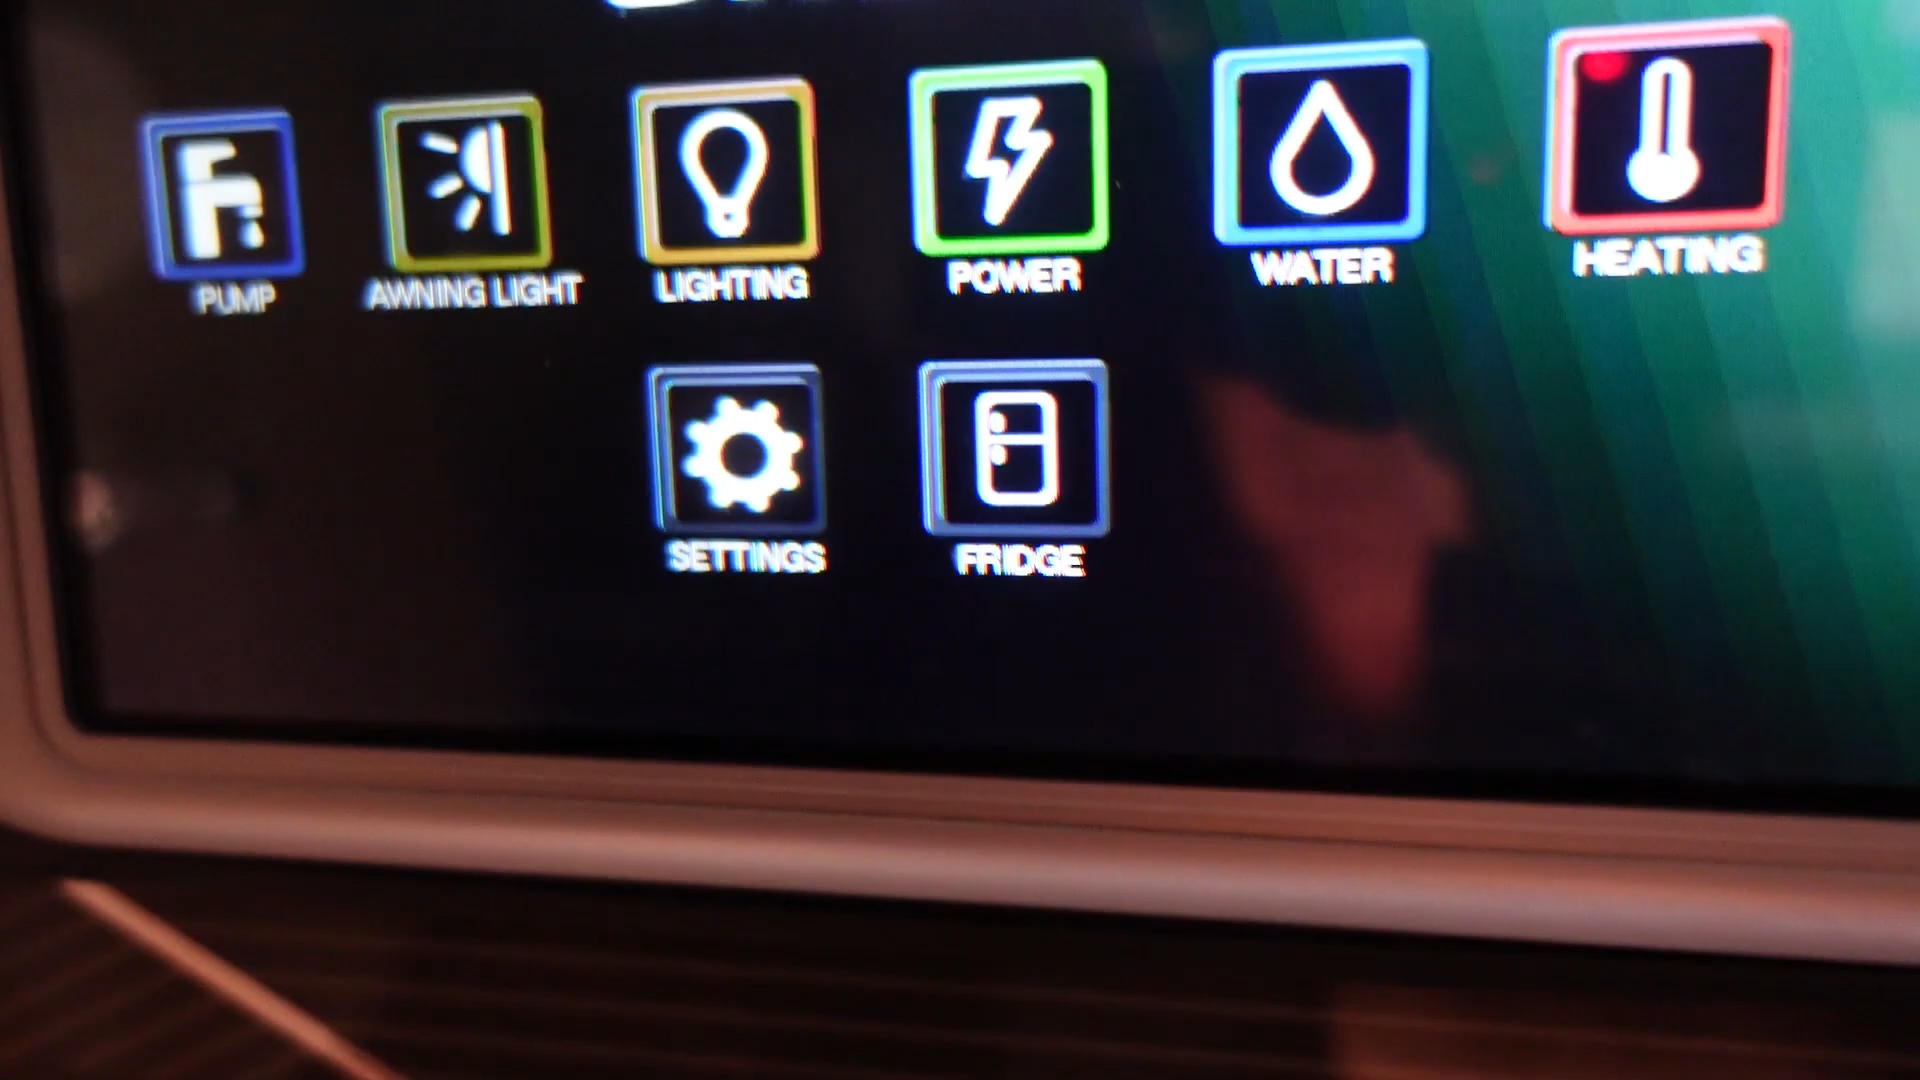 PUMP
AWNING LIGHT
LIGHTING
POWER
WATER
HEATING
SETTINGS
FRIDGE